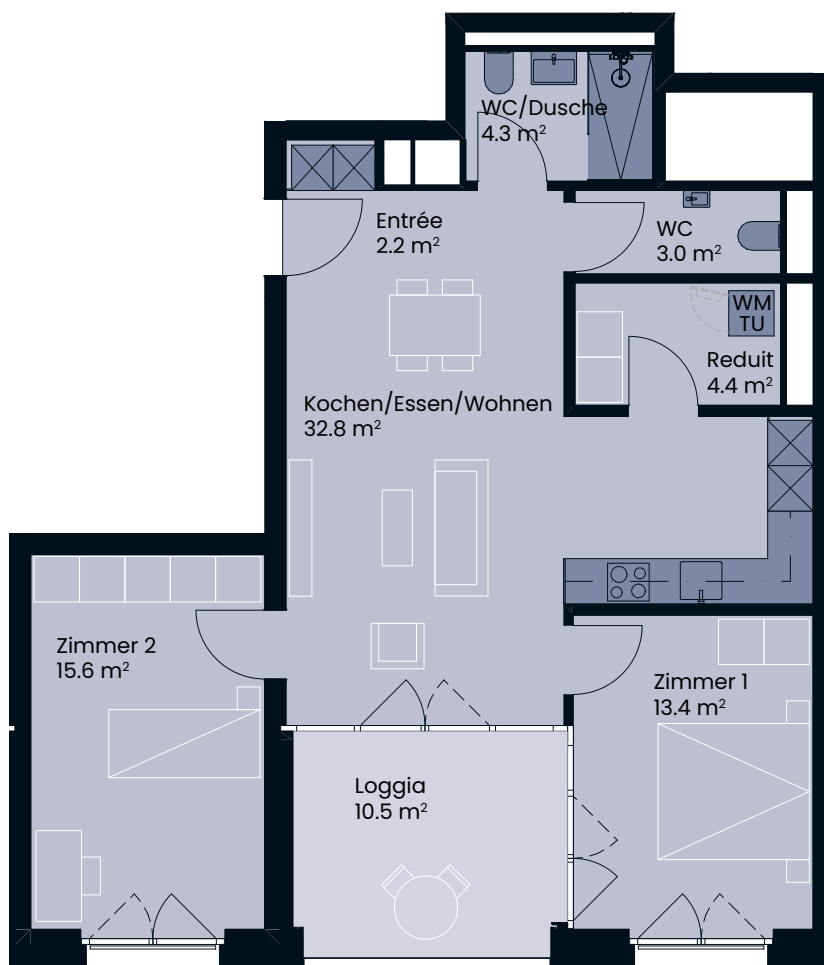 WC/Dusche
4.3 m²
Entrée
2.2 m²
WC
3.0 m²
WM
TU
Reduit
4.4 m²
Kochen/Essen/Wohnen
32.8 m²
Zimmer 2
15.6 m²
Zimmer 1
13.4 m²
Loggia
10.5 m²